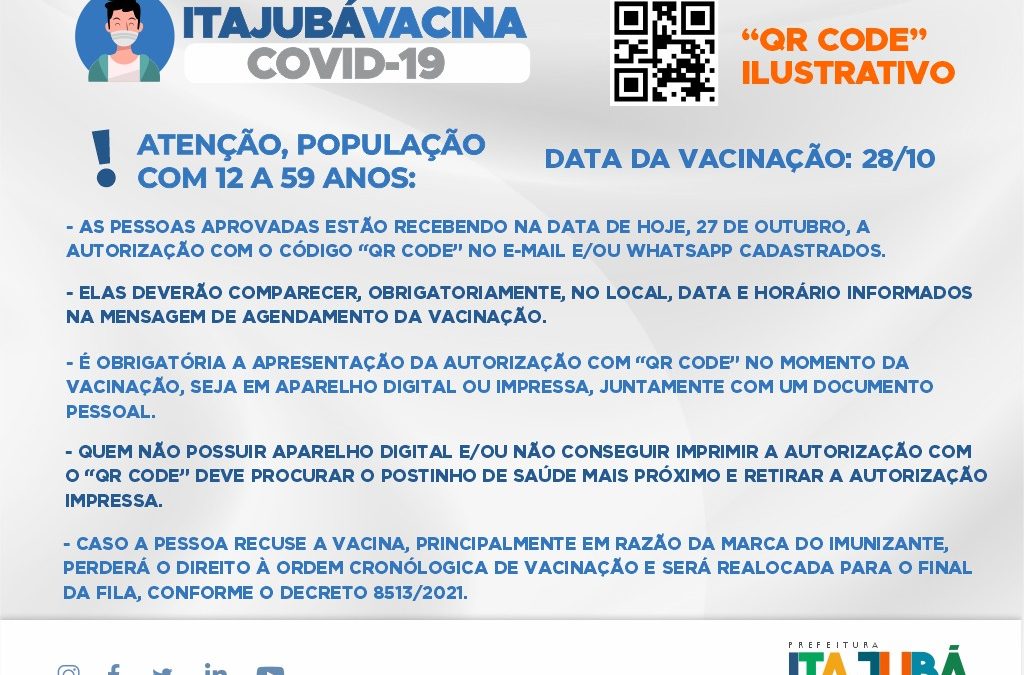 ITAJUBÁVACINA
COVID-19
“QR CODE”
ILUSTRATIVO
! ATENÇÃO, POPULAÇÃO
COM 12 A 59 ANOS:
DATA DA VACINAÇÃO: 28/10
- AS PESSOAS APROVADAS ESTÃO RECEBENDO NA DATA DE HOJE, 27 DE OUTUBRO, A
AUTORIZAÇÃO COM O CÓDIGO “QR CODE” NO E-MAIL E/OU WHATSAPP CADASTRADOS.
- ELAS DEVERÃO COMPARECER, OBRIGATORIAMENTE, NO LOCAL, DATA E HORÁRIO INFORMADOS
NA MENSAGEM DE AGENDAMENTO DA VACINAÇÃO.
- É OBRIGATÓRIA A APRESENTAÇÃO DA AUTORIZAÇÃO COM “QR CODE” NO MOMENTO DA
VACINAÇÃO, SEJA EM APARELHO DIGITAL OU IMPRESSA, JUNTAMENTE COM UM DOCUMENTO
PESSOAL.
- QUEM NÃO POSSUIR APARELHO DIGITAL E/OU NÃO CONSEGUIR IMPRIMIR A AUTORIZAÇÃO COM
O “QR CODE” DEVE PROCURAR O POSTINHO DE SAÚDE MAIS PRÓXIMO E RETIRAR A AUTORIZAÇÃO
IMPRESSA.
- CASO A PESSOA RECUSE A VACINA, PRINCIPALMENTE EM RAZÃO DA MARCA DO IMUNIZANTE,
PERDERÁ O DIREITO À ORDEM CRONÓLOGICA DE VACINAÇÃO E SERÁ REALOCADA PARA O FINAL
DA FILA, CONFORME O DECRETO 8513/2021.
PREFEITURA
ITAJUBÁ